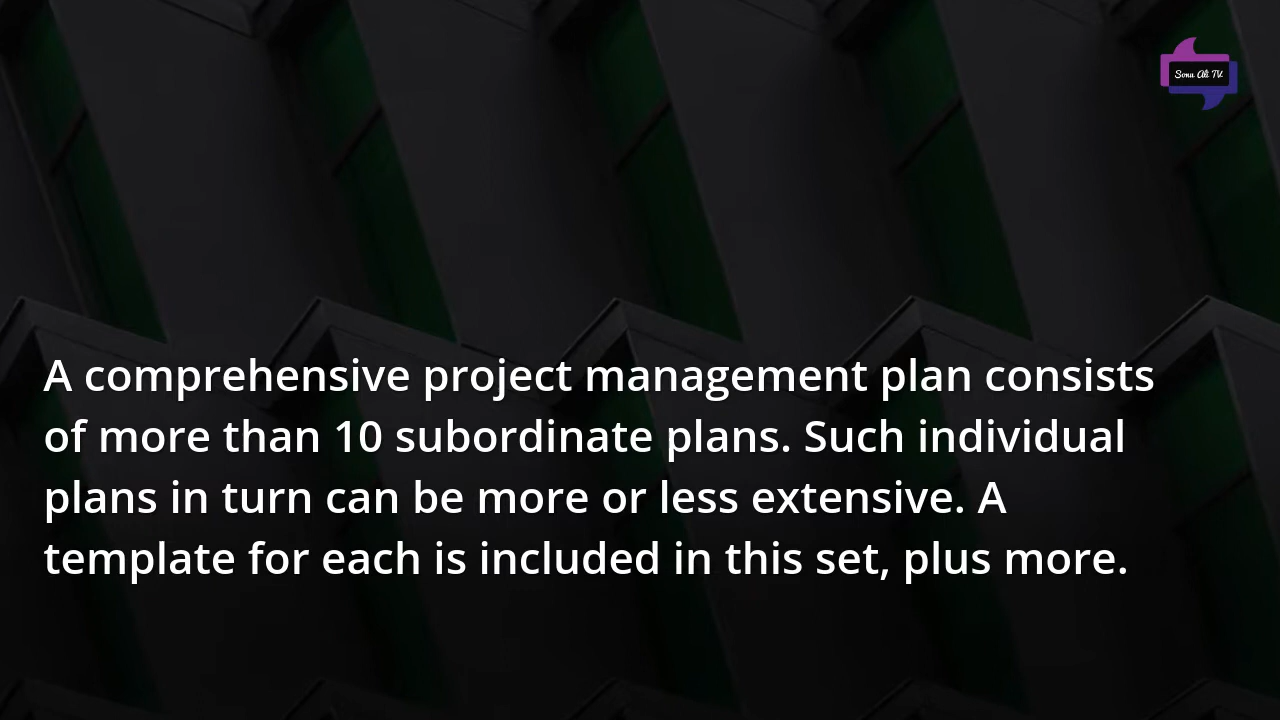 Sonu Ali TV
A comprehensive project management plan consists
of more than 10 subordinate plans. Such individual
plans in turn can be more or less extensive. A
template for each is included in this set, plus more.